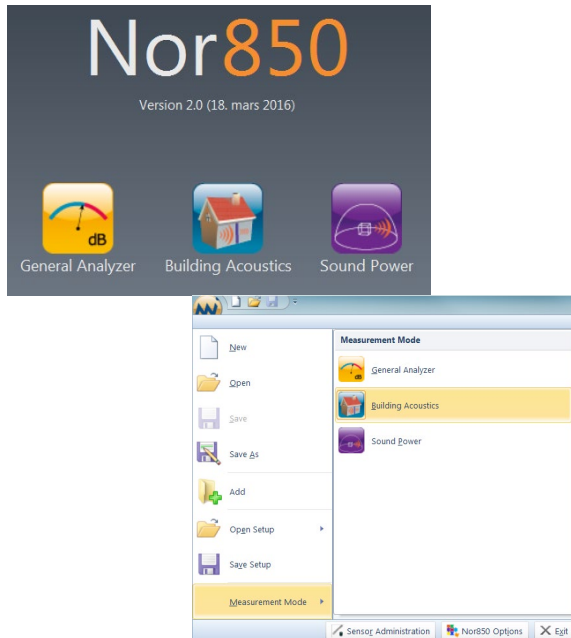 Nor850
Version 2.0 (18. mars 2016)
dB
General Analyzer
Building Acoustics
Sound Power
New
Open
Save
Save As
Add
Open Setup
Save Setup
Measurement Mode
Measurement Mode
General Analyzer
Building Acoustics
Sound Power
Sensor Administration
Nor850 Options
Exit